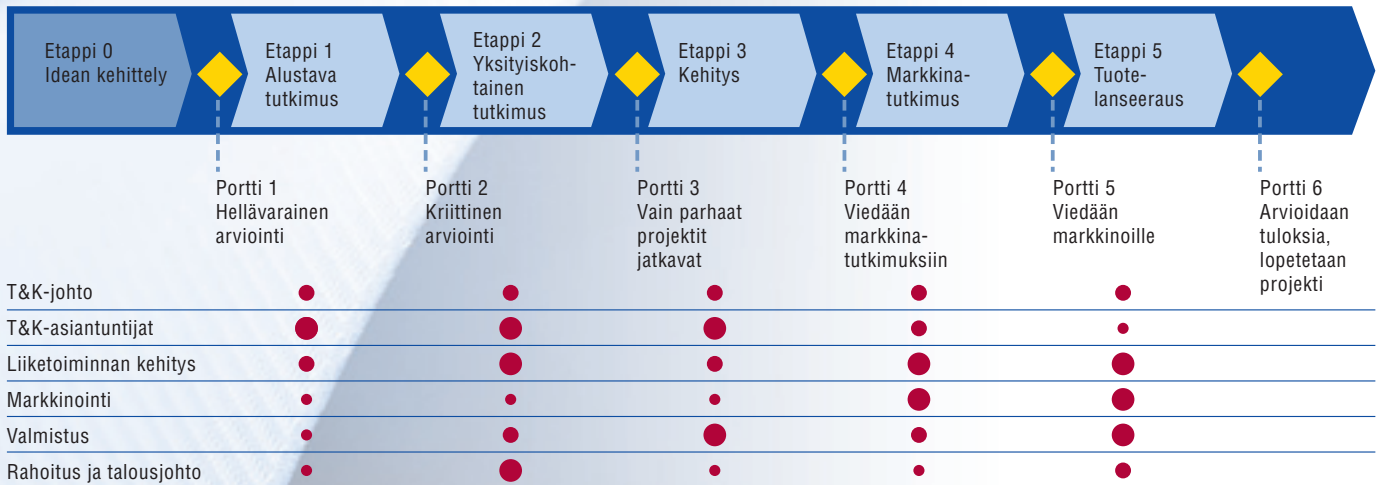 Etappi 0
Idean kehittely
Etappi 1
Alustava
tutkimus
Etappi 2
Yksityiskoh-
tainen
tutkimus
Etappi 3
Kehitys
Etappi 4
Markkina-
tutkimus
Etappi 5
Tuote-
lanseeraus
Portti 1
Hellävarainen
arviointi
Portti 2
Kriittinen
arviointi
Portti 3
Vain parhaat
projektit
jatkavat
Portti 4
Viedään
markkina-
tutkimuksiin
Portti 5
Viedään
markkinoille
Portti 6
Arvioidaan
tuloksia,
lopetetaan
projekti
T&K-johto
T&K-asiantuntijat
Liiketoiminnan kehitys
Markkinointi
Valmistus
Rahoitus ja talousjohto